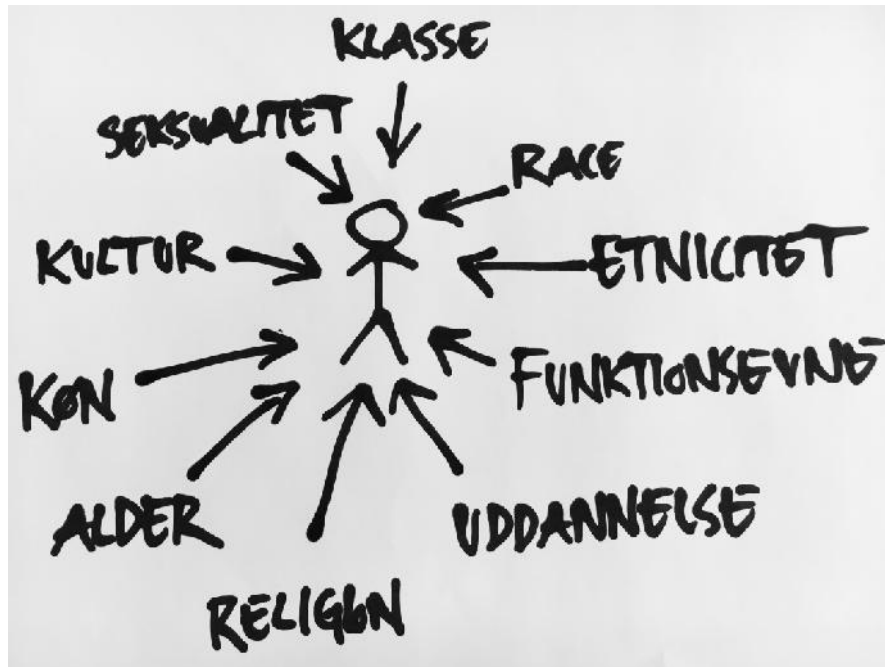 KLASSE
SEKSUALITET
RACE
KULTUR
ETNICITET
FUNKTIONSEVNE
KØN
ALDER
UDDANNELSE
RELIGION